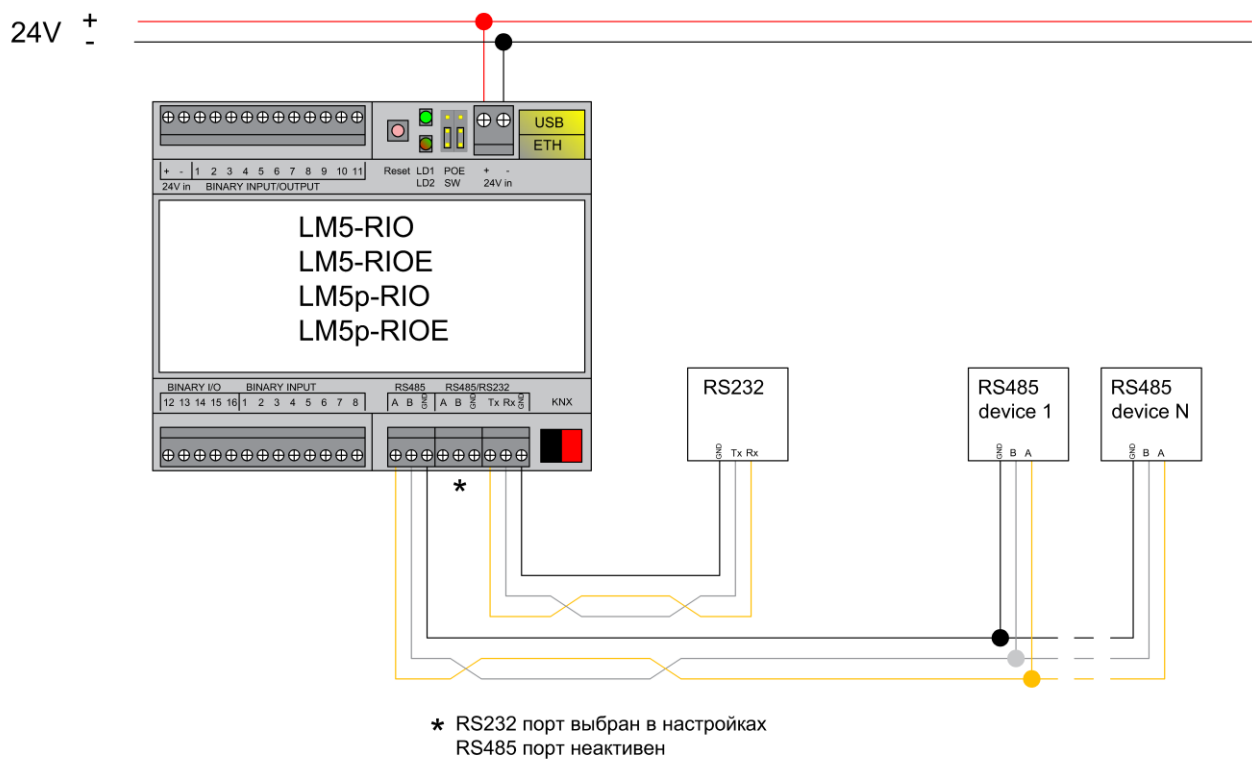 24V + -
USB
ETH
+ - 1 2 3 4 5 6 7 8 9 10 11
Reset LD1 POE + -
24V in BINARY INPUT/OUTPUT
LD2 SW 24V in
LM5-RIO
LM5-RIOE
LM5p-RIO
LM5p-RIOE
BINARY I/O BINARY INPUT RS485 RS485/RS232
12 13 14 15 16 1 2 3 4 5 6 7 8
A B GND A B GND Tx Rx GND KNX
RS232
GND Tx Rx
RS485
device 1
GND B A
RS485
device N
GND B A
*
* RS232 порт выбран в настройках
RS485 порт неактивен